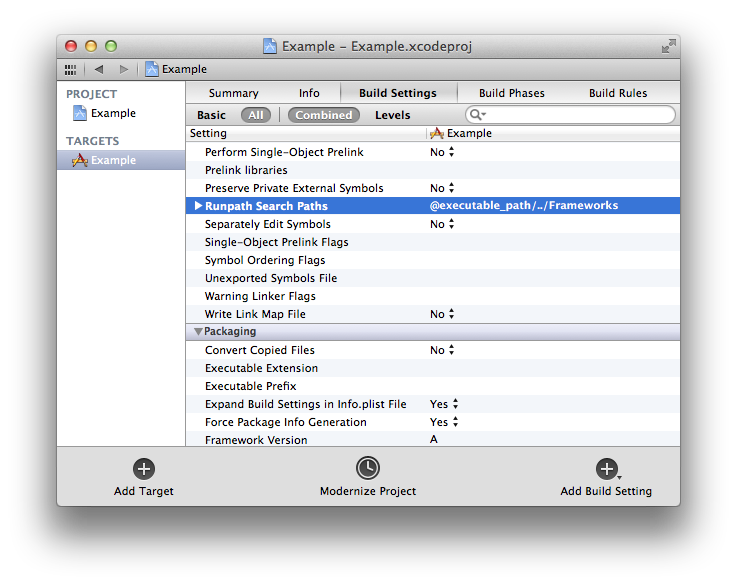 Example – Example.xcodeproj
Example
PROJECT
Example
TARGETS
Example
Summary Info Build Settings Build Phases Build Rules
Basic All Combined Levels
Setting Example
Perform Single-Object Prelink No
Prelink libraries
Preserve Private External Symbols No
Runpath Search Paths @executable_path/../Frameworks
Separately Edit Symbols No
Single-Object Prelink Flags
Symbol Ordering Flags
Unexported Symbols File
Warning Linker Flags
Write Link Map File No
Packaging
Convert Copied Files No
Executable Extension
Executable Prefix
Expand Build Settings in Info.plist File Yes
Force Package Info Generation Yes
Framework Version A
Add Target Modernize Project Add Build Setting